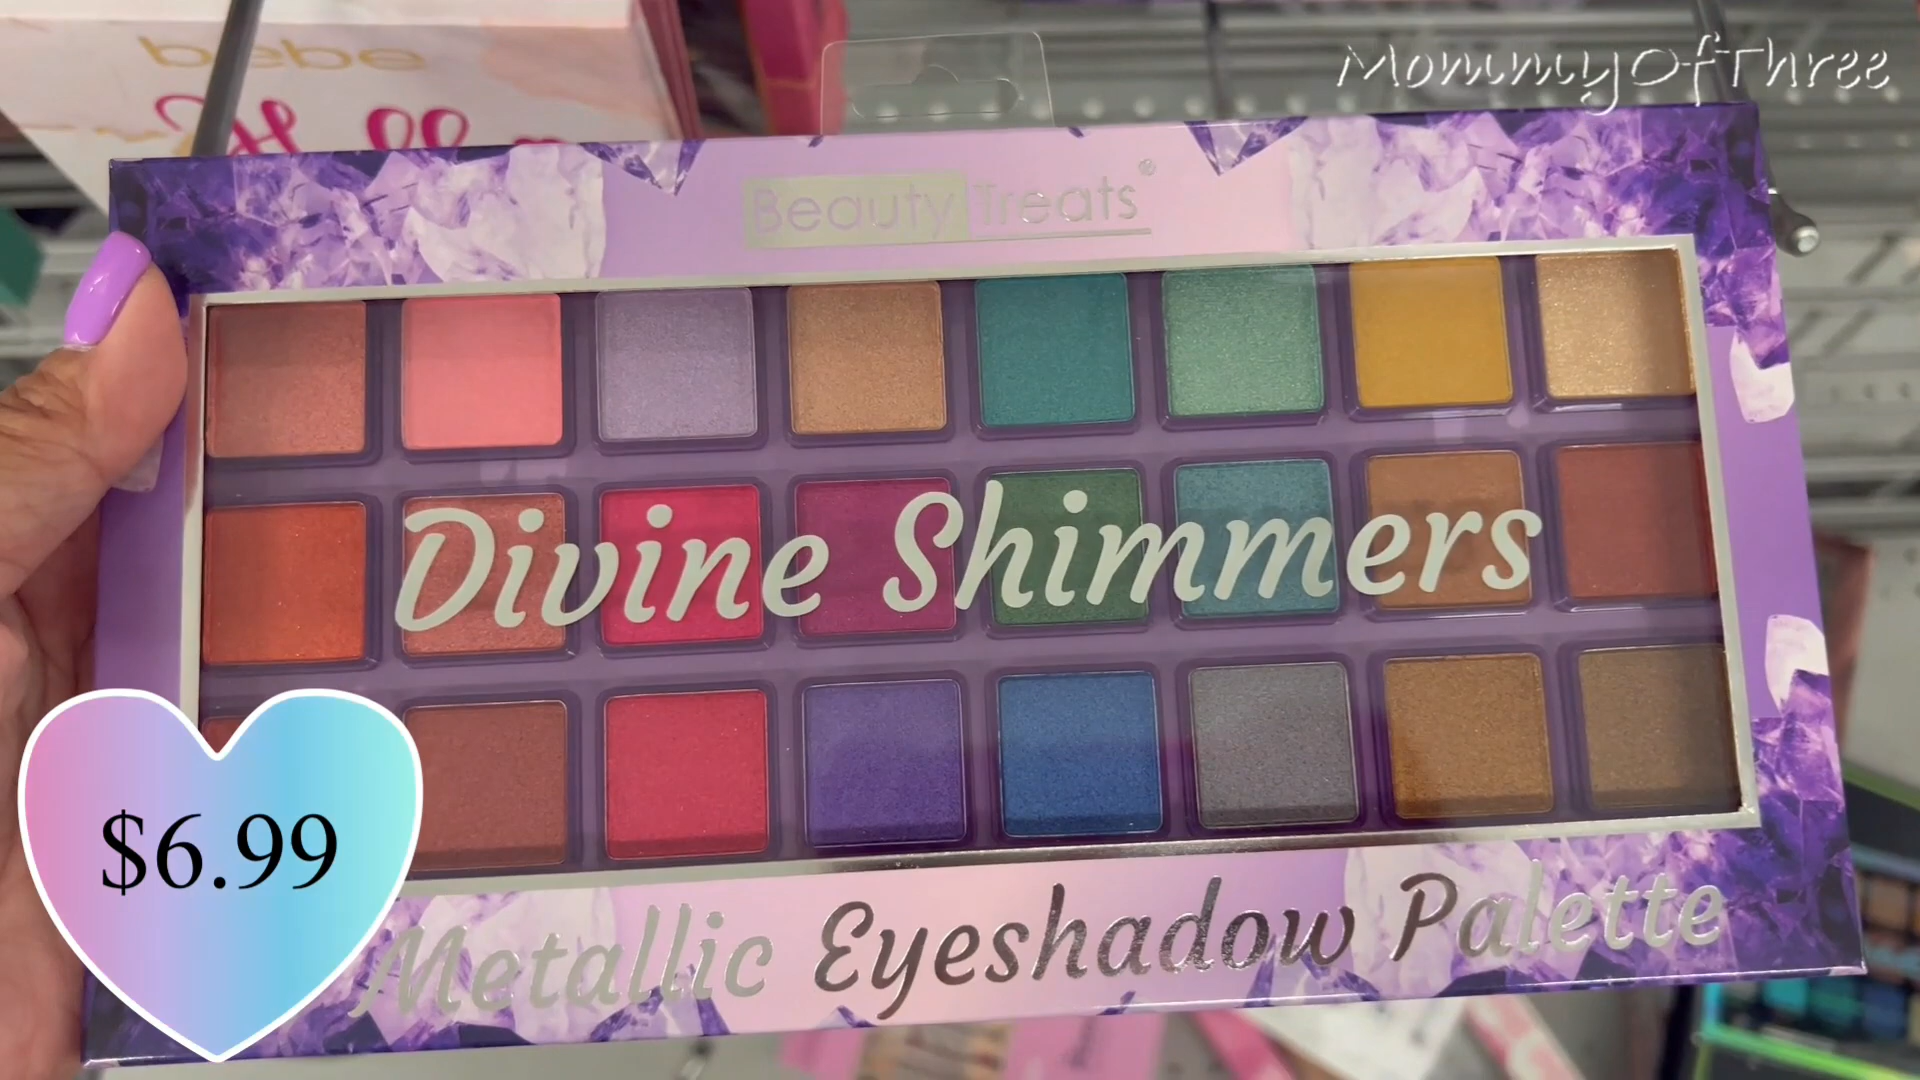 bebe
MommyOfThree
Beauty Treats®
Divine Shimmers
$6.99
Metallic Eyeshadow Palette